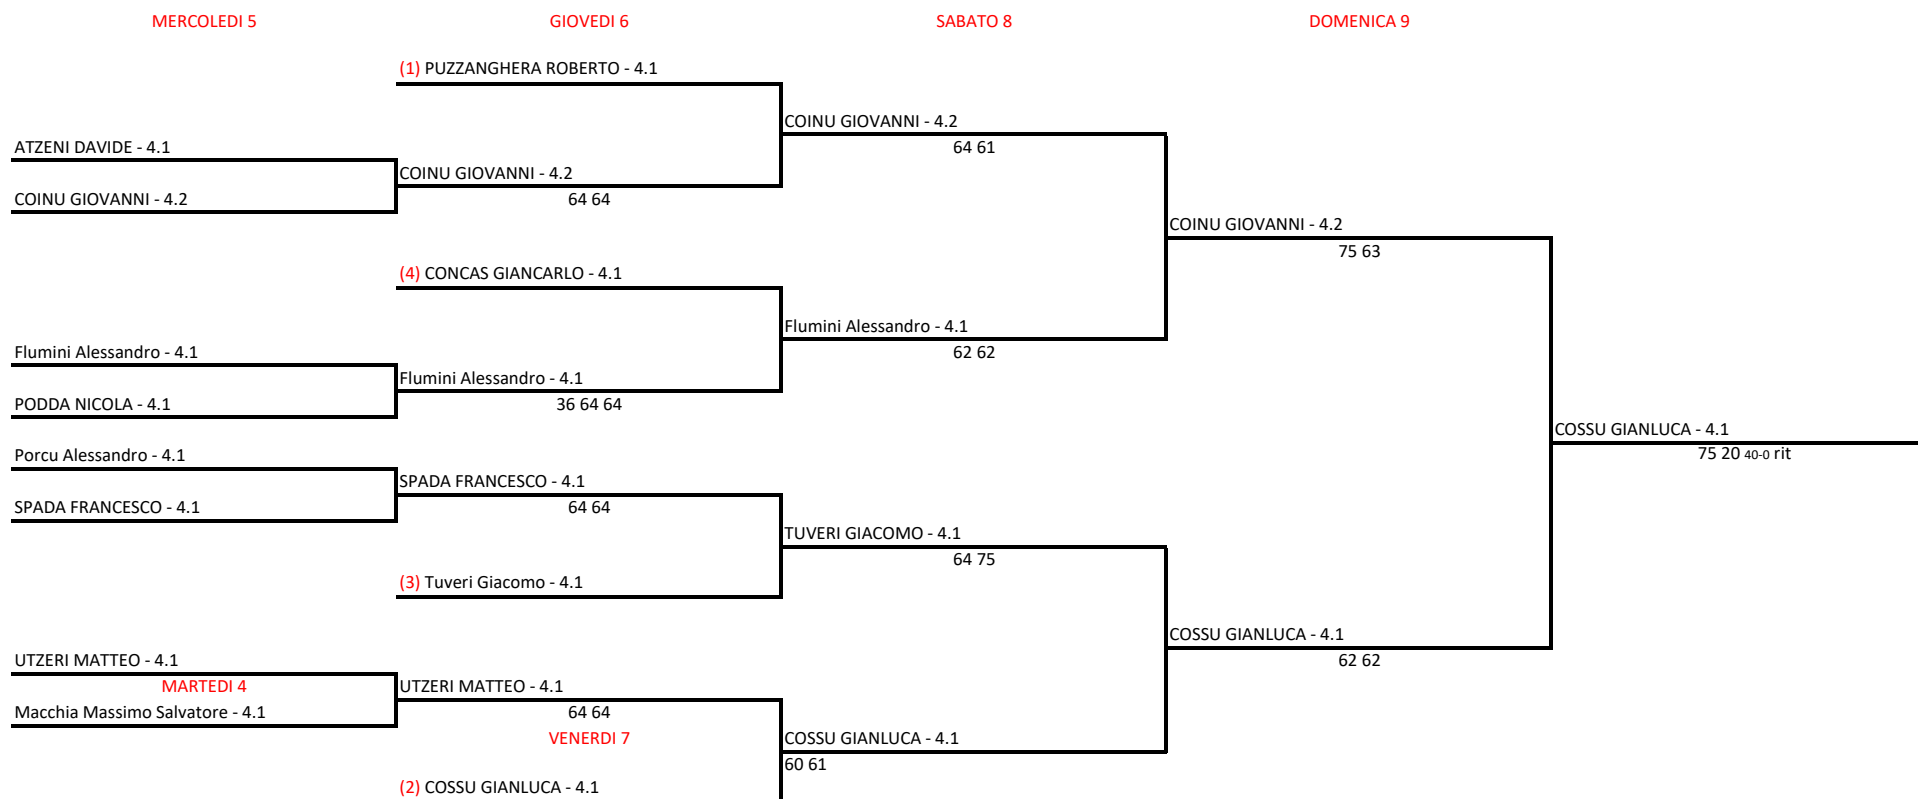 MERCOLEDI 5 GIOVEDI 6 SABATO 8 DOMENICA 9
(1) PUZZANGHERA ROBERTO - 4.1
COINU GIOVANNI - 4.2
ATZENI DAVIDE - 4.1
64 61
COINU GIOVANNI - 4.2
COINU GIOVANNI - 4.2
64 64
COINU GIOVANNI - 4.2
75 63
(4) CONCAS GIANCARLO - 4.1
Flumini Alessandro - 4.1
Flumini Alessandro - 4.1
62 62
Flumini Alessandro - 4.1
PODDA NICOLA - 4.1
36 64 64
COSSU GIANLUCA - 4.1
75 20 40-0 rit
Porcu Alessandro - 4.1
SPADA FRANCESCO - 4.1
SPADA FRANCESCO - 4.1
64 64
TUVERI GIACOMO - 4.1
64 75
(3) Tuveri Giacomo - 4.1
COSSU GIANLUCA - 4.1
62 62
UTZERI MATTEO - 4.1
MARTEDI 4
UTZERI MATTEO - 4.1
Macchia Massimo Salvatore - 4.1
64 64
VENERDI 7
COSSU GIANLUCA - 4.1
60 61
(2) COSSU GIANLUCA - 4.1